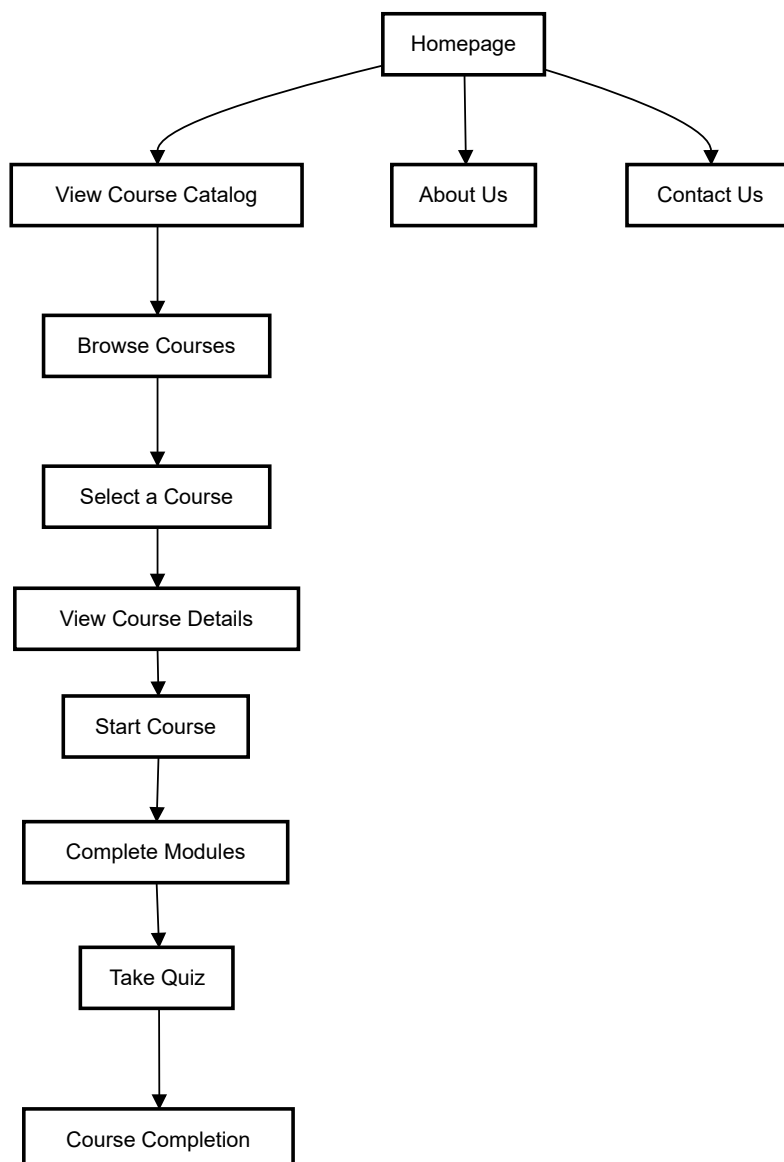 Homepage
View Course Catalog
About Us
Contact Us
Browse Courses
Select a Course
View Course Details
Start Course
Complete Modules
Take Quiz
Course Completion